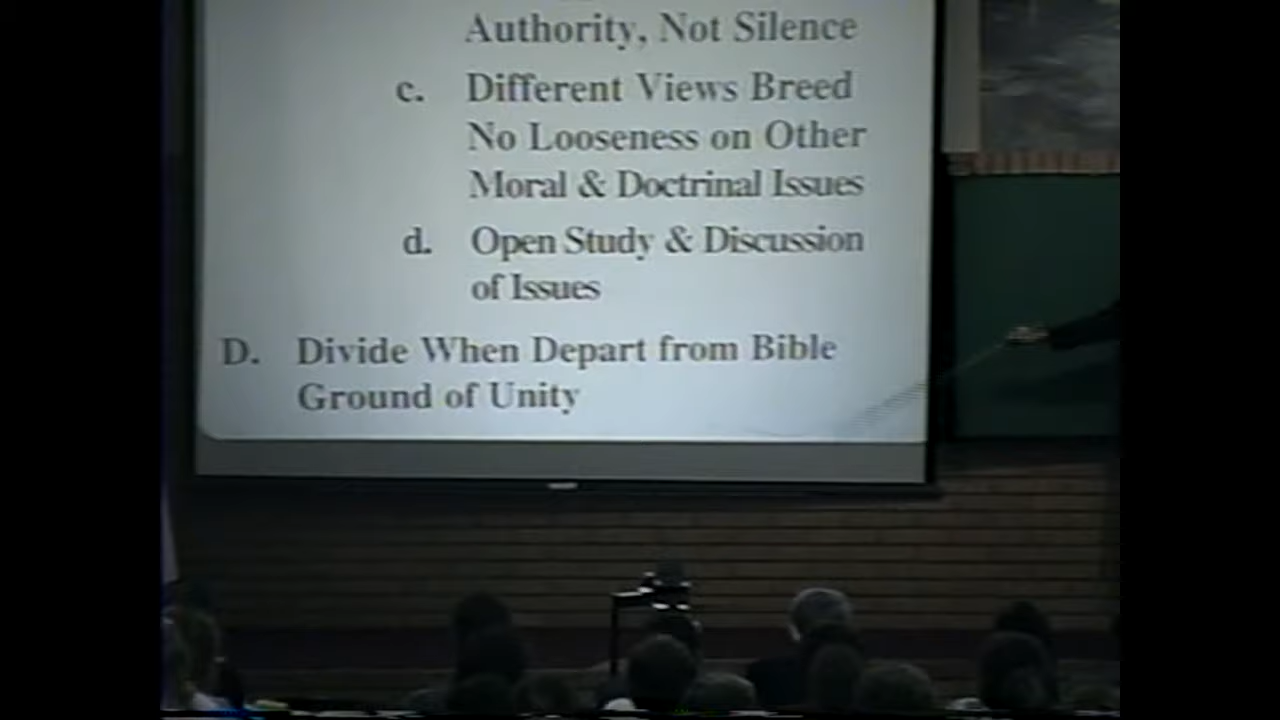 Authority, Not Silence
c. Different Views Breed
No Looseness on Other
Moral & Doctrinal Issues
d. Open Study & Discussion
of Issues
D. Divide When Depart from Bible
Ground of Unity